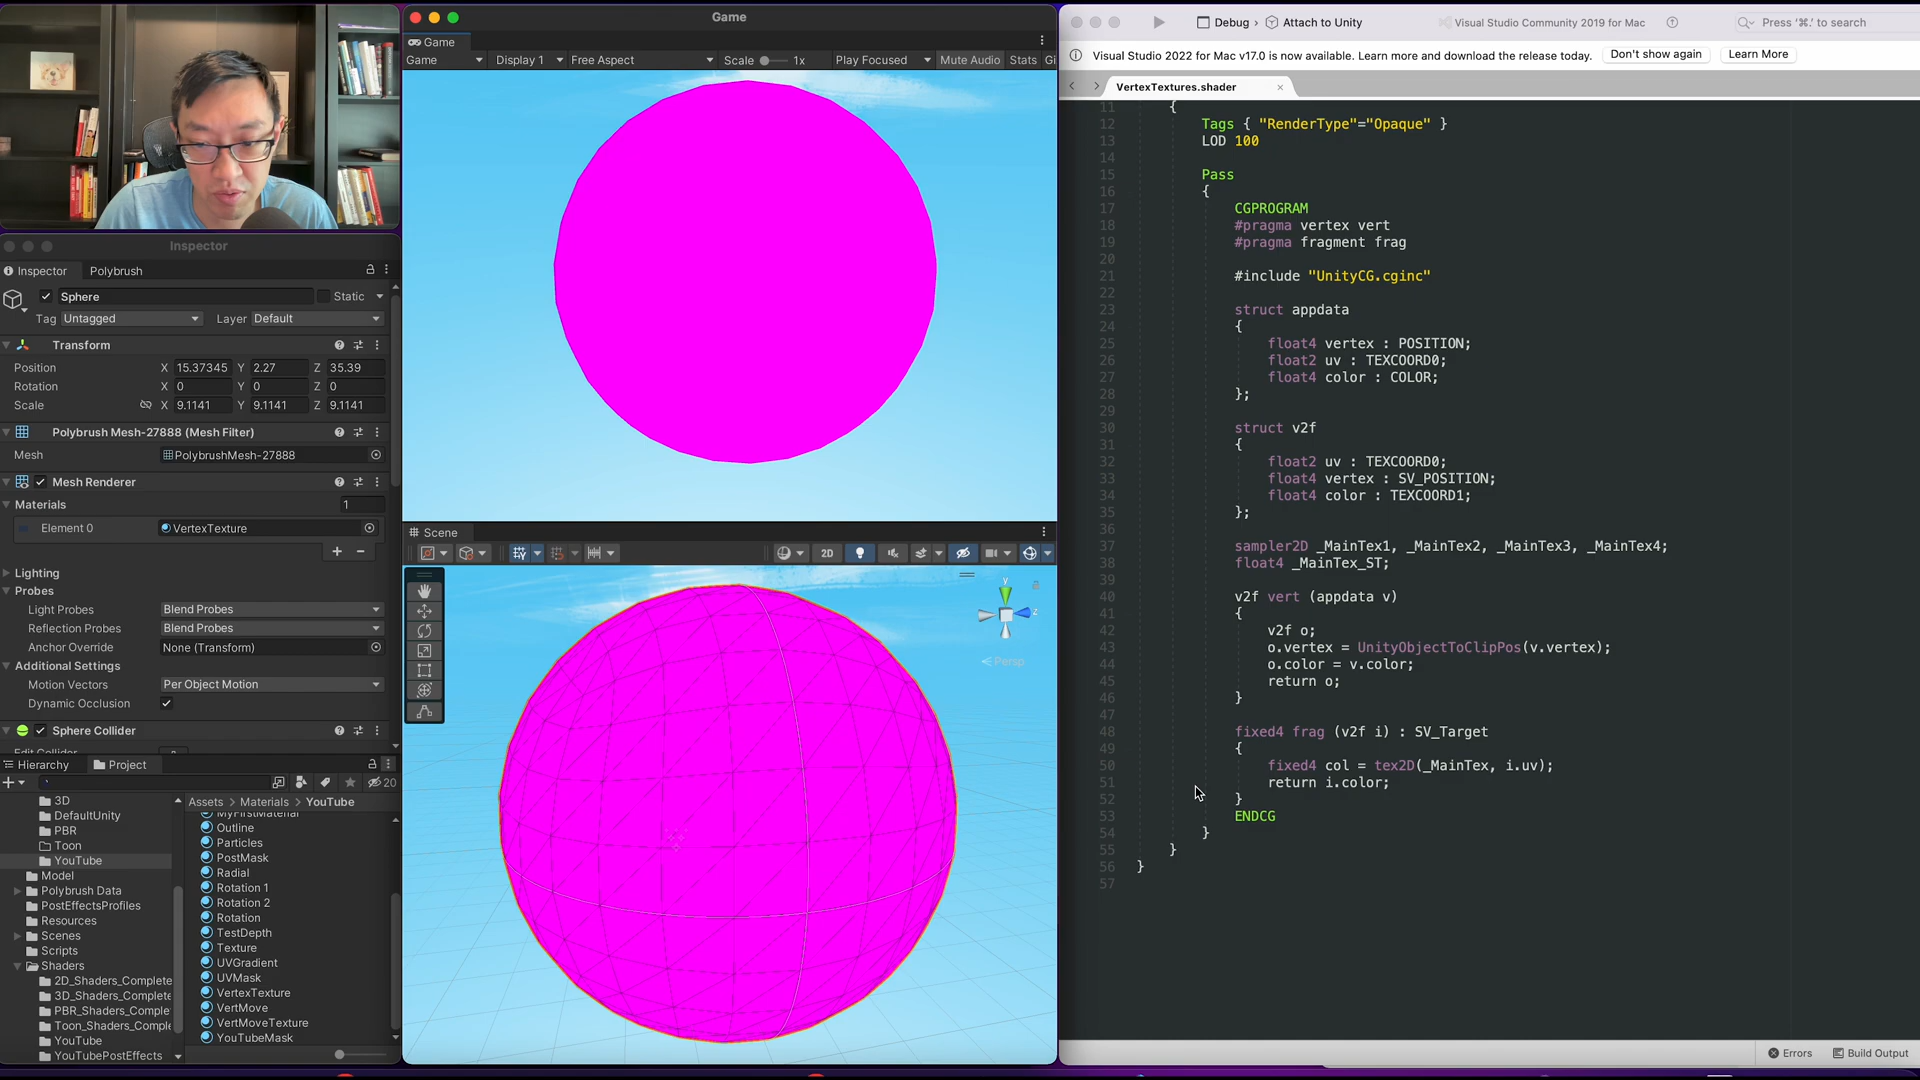 Game
Game
Game
Display 1
Free Aspect
Scale
1x
Play Focused
Mute Audio
Stats
Gi
Debug
Attach to Unity
Visual Studio Community 2019 for Mac
Press '⌘.' to search
Visual Studio 2022 for Mac v17.0 is now available. Learn more and download the release today.
Don't show again
Learn More
VertexTextures.shader
11 {
12 Tags { "RenderType"="Opaque" }
13 LOD 100
14
15 Pass
16 {
17 CGPROGRAM
18 #pragma vertex vert
19 #pragma fragment frag
20
21 #include "UnityCG.cginc"
22
23 struct appdata
24 {
25 float4 vertex : POSITION;
26 float2 uv : TEXCOORD0;
27 float4 color : COLOR;
28 };
29
30 struct v2f
31 {
32 float2 uv : TEXCOORD0;
33 float4 vertex : SV_POSITION;
34 float4 color : TEXCOORD1;
35 };
36
37 sampler2D _MainTex1, _MainTex2, _MainTex3, _MainTex4;
38 float4 _MainTex_ST;
39
40 v2f vert (appdata v)
41 {
42 v2f o;
43 o.vertex = UnityObjectToClipPos(v.vertex);
44 o.color = v.color;
45 return o;
46 }
47
48 fixed4 frag (v2f i) : SV_Target
49 {
50 fixed4 col = tex2D(_MainTex, i.uv);
51 return i.color;
52 }
53 ENDCG
54 }
55 }
56 }
57
Errors
Build Output
Inspector
Inspector
Polybrush
Sphere
Static
Tag Untagged
Layer Default
Transform
Position X 15.37345 Y 2.27 Z 35.39
Rotation X 0 Y 0 Z 0
Scale X 9.1141 Y 9.1141 Z 9.1141
Polybrush Mesh-27888 (Mesh Filter)
Mesh PolybrushMesh-27888
Mesh Renderer
Materials 1
Element 0 VertexTexture
Lighting
Probes
Light Probes Blend Probes
Reflection Probes Blend Probes
Anchor Override None (Transform)
Additional Settings
Motion Vectors Per Object Motion
Dynamic Occlusion
Sphere Collider
Edit Collider
Hierarchy
Project
20
3D
DefaultUnity
PBR
Toon
YouTube
Model
Polybrush Data
PostEffectsProfiles
Resources
Scenes
Scripts
Shaders
2D_Shaders_Complete
3D_Shaders_Complete
PBR_Shaders_Comple
Toon_Shaders_Compl
YouTube
YouTubePostEffects
Assets Materials YouTube
MyFirstMaterial
Outline
Particles
PostMask
Radial
Rotation 1
Rotation 2
Rotation
TestDepth
Texture
UVGradient
UVMask
VertexTexture
VertMove
VertMoveTexture
YouTubeMask
Scene
2D
y
z
Persp